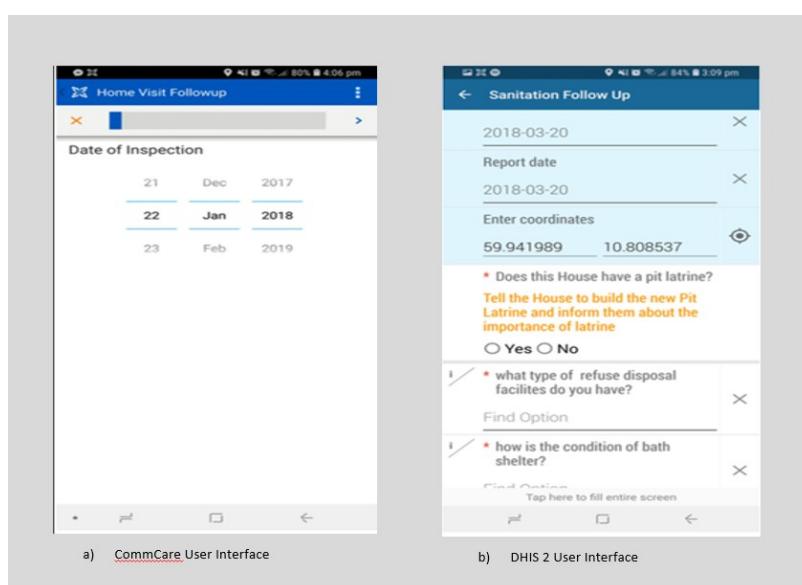 80% 4:06 pm
Home Visit Followup
Date of Inspection
21 Dec 2017
22 Jan 2018
23 Feb 2019
a) CommCare User Interface
84% 3:09 pm
Sanitation Follow Up
2018-03-20
Report date
2018-03-20
Enter coordinates
59.941989 10.808537
* Does this House have a pit latrine?
Tell the House to build the new Pit
Latrine and inform them about the
importance of latrine
Yes No
i * what type of refuse disposal
facilites do you have?
Find Option
i * how is the condition of bath
shelter?
Find Option
Tap here to fill entire screen
b) DHIS 2 User Interface